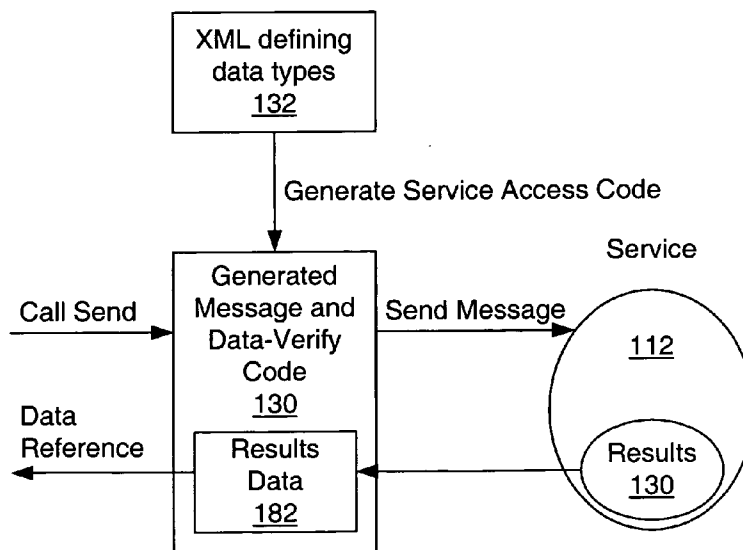 XML defining
data types
132
Generate Service Access Code
Service
Call Send
Generated
Message and
Data-Verify
Code
130
Send Message
112
Data
Reference
Results
Data
182
Results
130